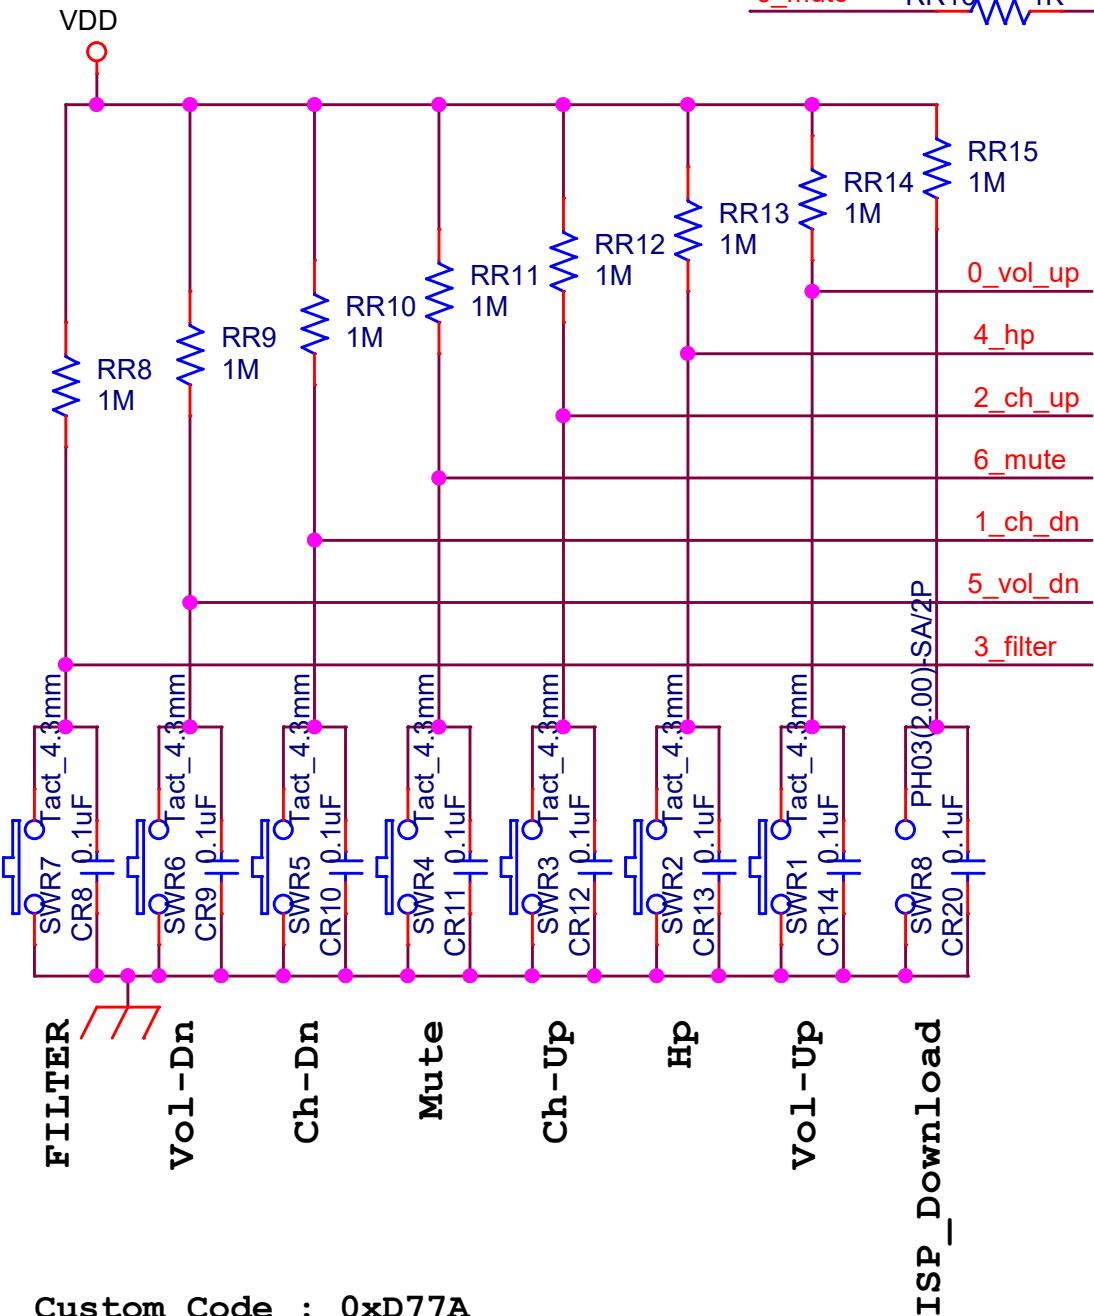 VDD
RR15
1M
RR14
1M
RR13
1M
RR12
1M
RR11
1M
RR10
1M
RR9
1M
RR8
1M
0_vol_up
4_hp
2_ch_up
6_mute
1_ch_dn
5_vol_dn
3_filter
Tact_4.3mm
SWR7
0.1uF
CR8
Tact_4.3mm
SWR6
0.1uF
CR9
Tact_4.3mm
SWR5
0.1uF
CR10
Tact_4.3mm
SWR4
0.1uF
CR11
Tact_4.3mm
SWR3
0.1uF
CR12
Tact_4.3mm
SWR2
0.1uF
CR13
Tact_4.3mm
SWR1
0.1uF
CR14
PH03(2.00)-SA/2P
SWR8
0.1uF
CR20
FILTER
Vol-Dn
Ch-Dn
Mute
Ch-Up
Hp
Vol-Up
ISP_Download
Custom Code : 0xD77A